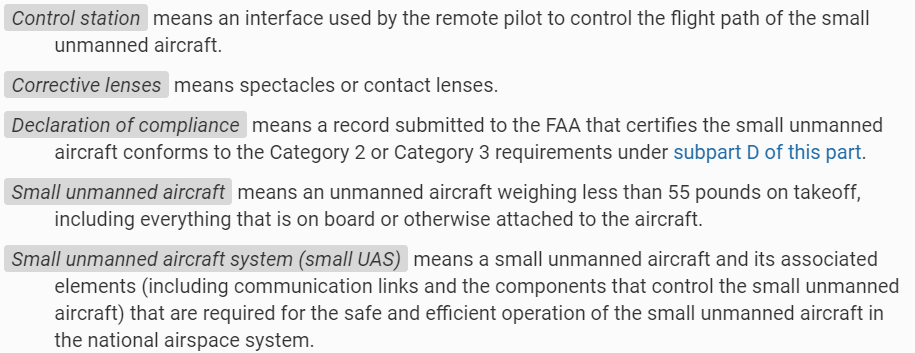 Control station means an interface used by the remote pilot to control the flight path of the small
unmanned aircraft.
Corrective lenses means spectacles or contact lenses.
Declaration of compliance means a record submitted to the FAA that certifies the small unmanned
aircraft conforms to the Category 2 or Category 3 requirements under subpart D of this part.
Small unmanned aircraft means an unmanned aircraft weighing less than 55 pounds on takeoff,
including everything that is on board or otherwise attached to the aircraft.
Small unmanned aircraft system (small UAS) means a small unmanned aircraft and its associated
elements (including communication links and the components that control the small unmanned
aircraft) that are required for the safe and efficient operation of the small unmanned aircraft in
the national airspace system.